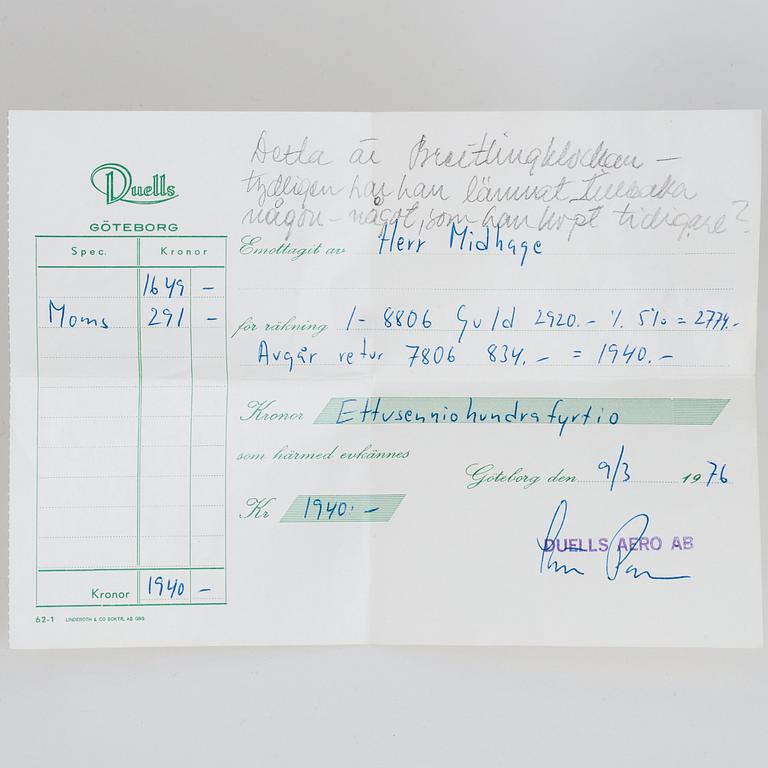 Detta är Breitlingklockan –
tydligen har han lämnat tillbaka
någon – något, som han köpt tidigare?
Duells
GÖTEBORG
Spec. Kronor
1649 –
Moms 291 –
Kronor 1940 –
62-1 LINDEROTH & CO BOKTR. AB GBG
Emottagit av Herr Midhage
för räkning 1- 8806 Guld 2920.- ⁒ 5% = 2774.-
Avgår retur 7806 834.- = 1940.-
Kronor Ettusenniohundrafyrtio
som härmed erkännes
Göteborg den 9/3 1976
Kr 1940.-
DUELLS AERO AB